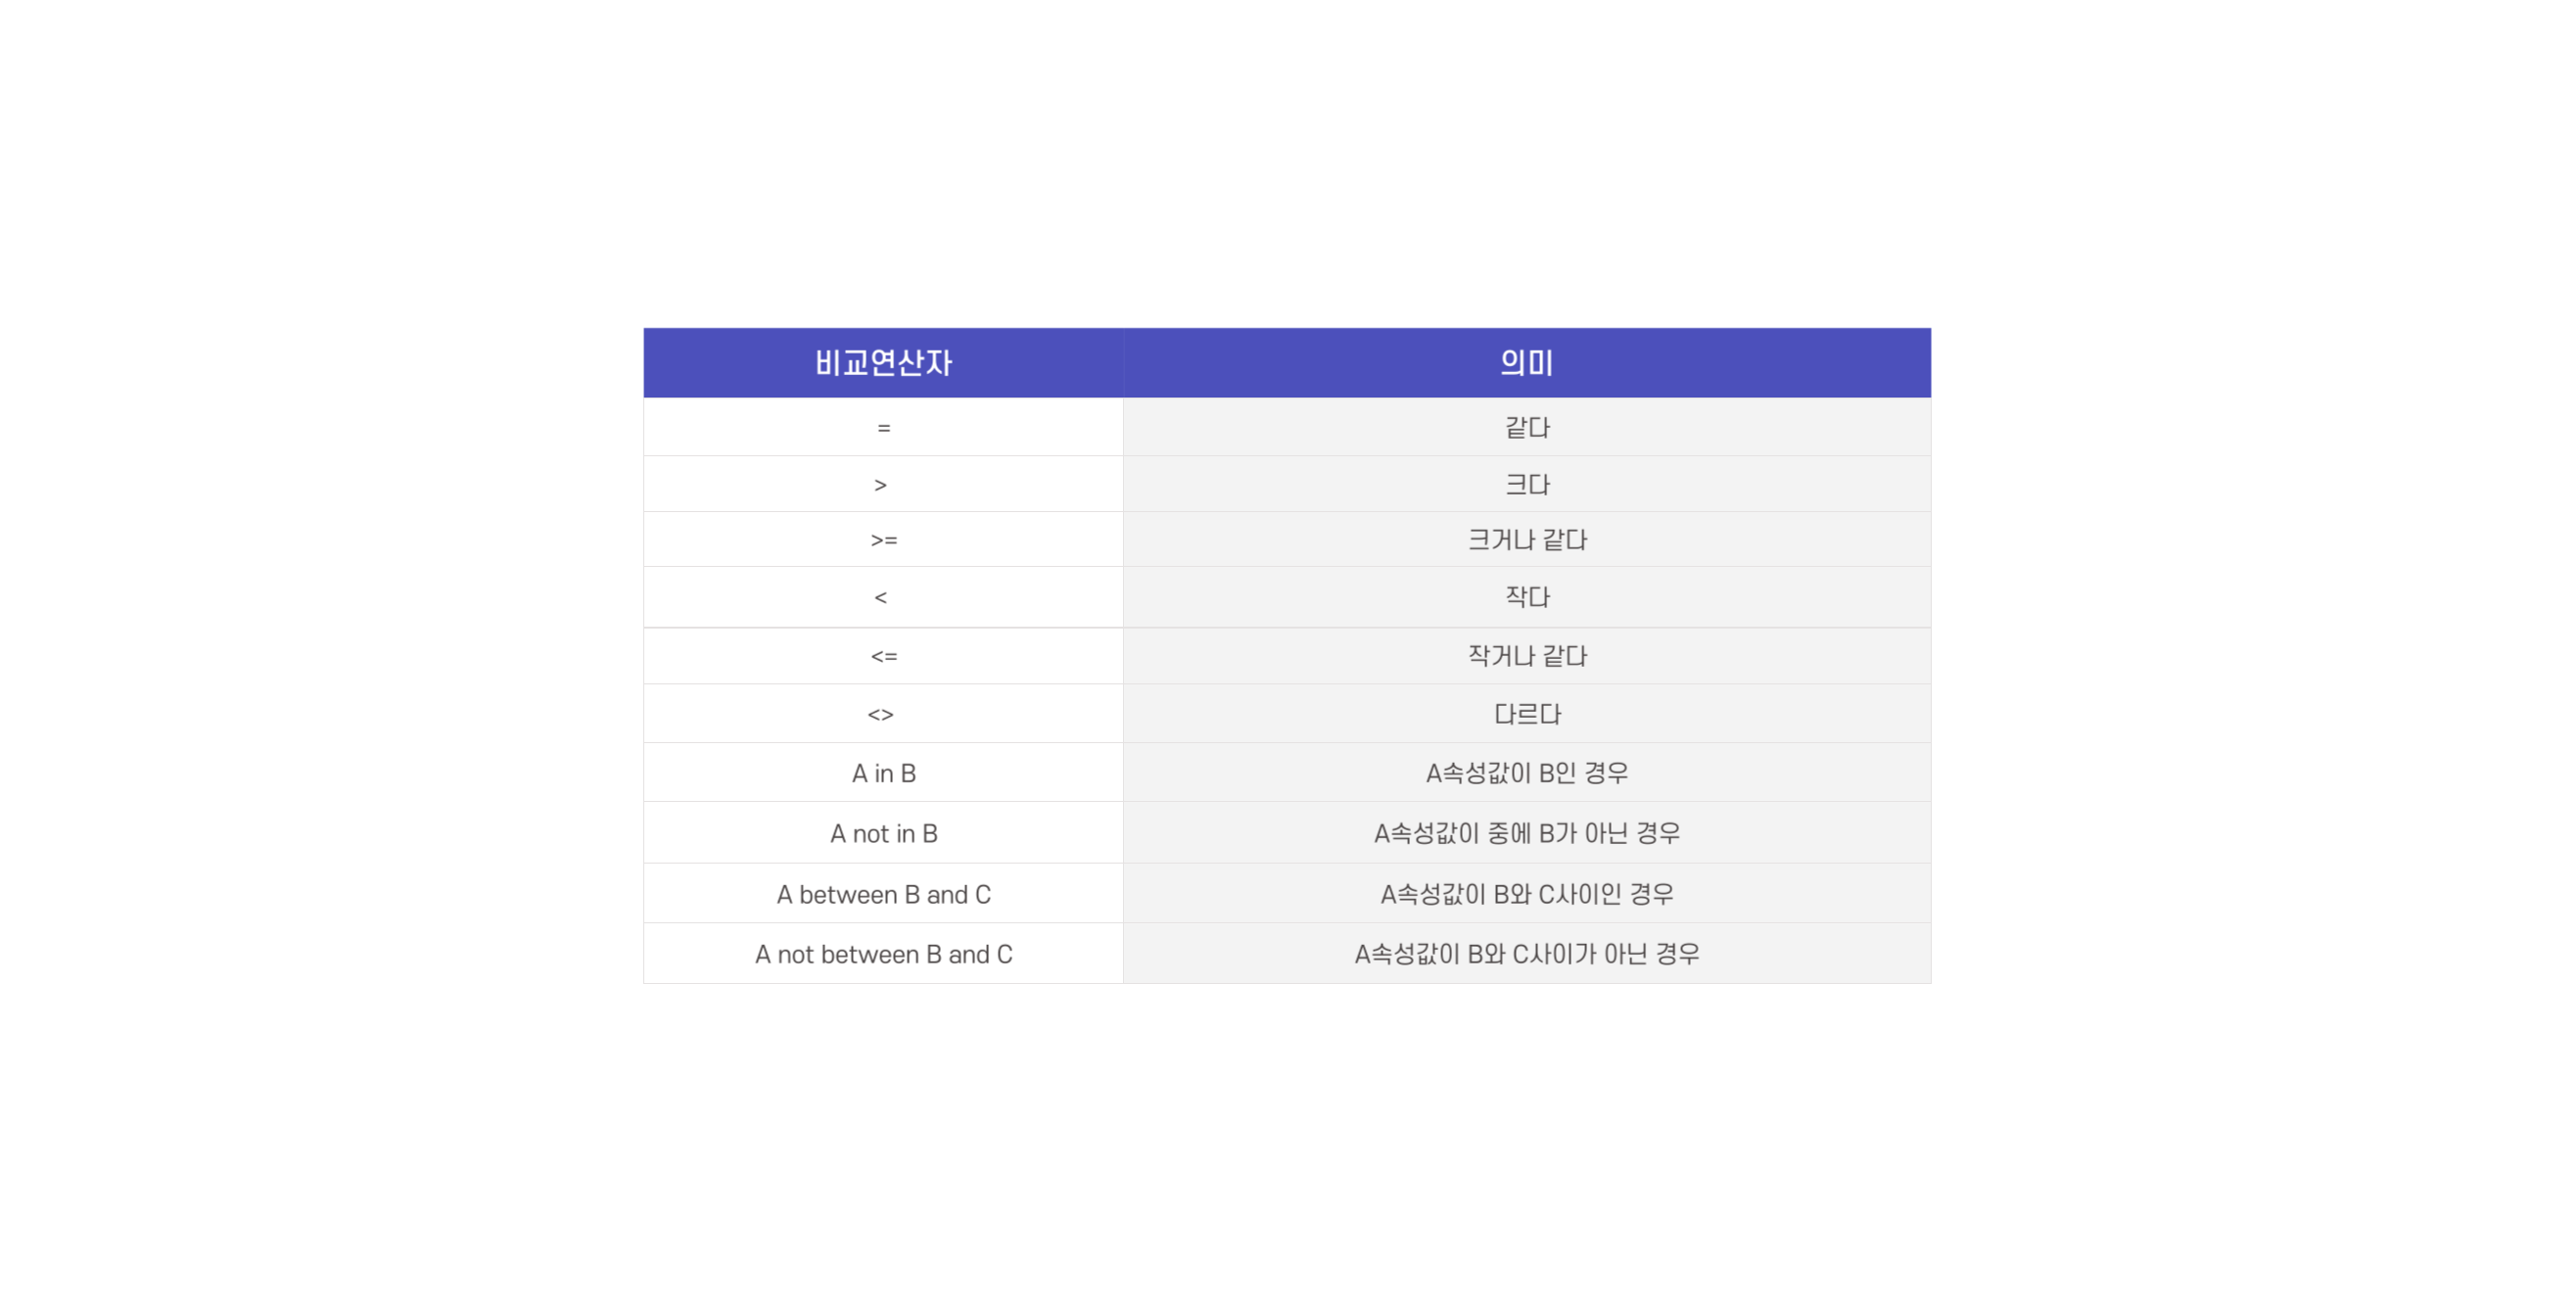 비교연산자 의미
= 같다
> 크다
>= 크거나 같다
< 작다
<= 작거나 같다
<> 다르다
A in B A속성값이 B인 경우
A not in B A속성값이 중에 B가 아닌 경우
A between B and C A속성값이 B와 C사이인 경우
A not between B and C A속성값이 B와 C사이가 아닌 경우